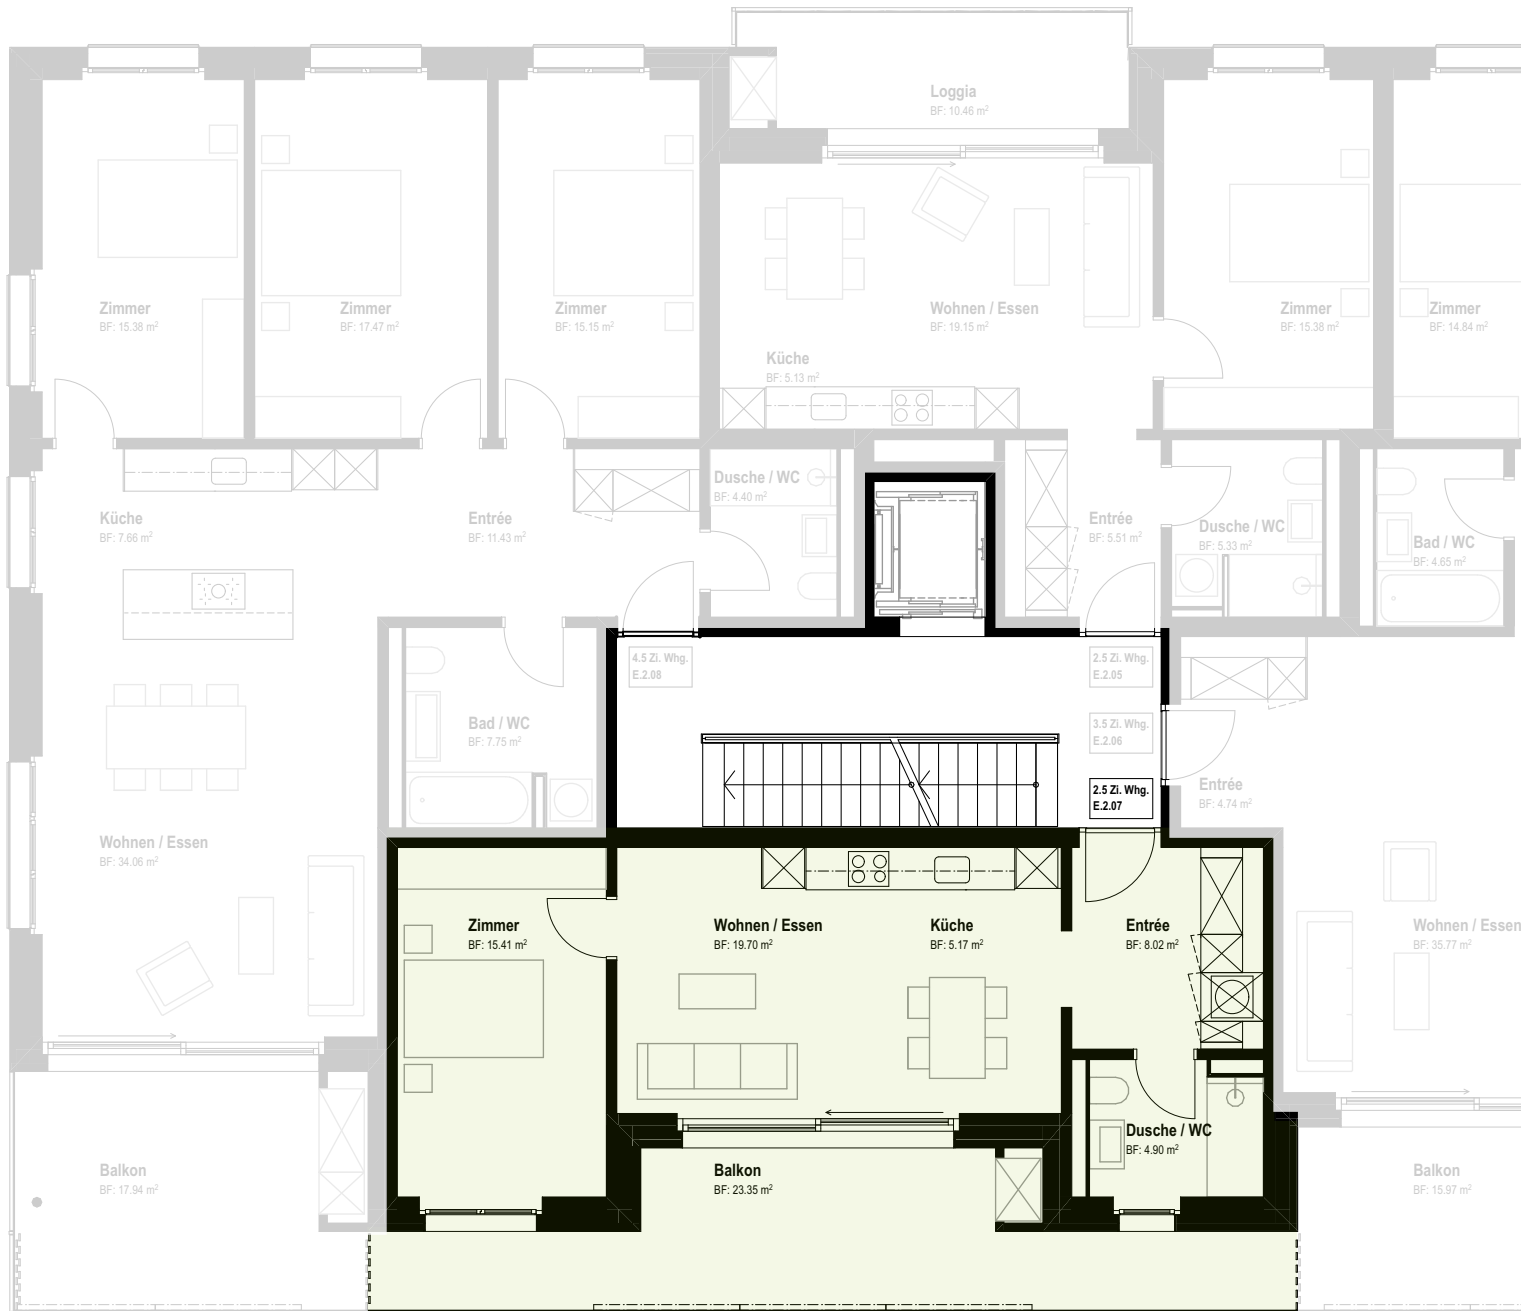 Loggia
BF: 10.46 m²
Zimmer
BF: 15.38 m²
Zimmer
BF: 17.47 m²
Zimmer
BF: 15.15 m²
Wohnen / Essen
BF: 19.15 m²
Zimmer
BF: 15.38 m²
Zimmer
BF: 14.84 m²
Küche
BF: 5.13 m²
Küche
BF: 7.66 m²
Entrée
BF: 11.43 m²
Dusche / WC
BF: 4.40 m²
Entrée
BF: 5.51 m²
Dusche / WC
BF: 5.33 m²
Bad / WC
BF: 4.65 m²
4.5 Zi. Whg.
E.2.08
2.5 Zi. Whg.
E.2.05
3.5 Zi. Whg.
E.2.06
2.5 Zi. Whg.
E.2.07
Bad / WC
BF: 7.75 m²
Entrée
BF: 4.74 m²
Wohnen / Essen
BF: 34.06 m²
Zimmer
BF: 15.41 m²
Wohnen / Essen
BF: 19.70 m²
Küche
BF: 5.17 m²
Entrée
BF: 8.02 m²
Wohnen / Essen
BF: 35.77 m²
Dusche / WC
BF: 4.90 m²
Balkon
BF: 17.94 m²
Balkon
BF: 23.35 m²
Balkon
BF: 15.97 m²